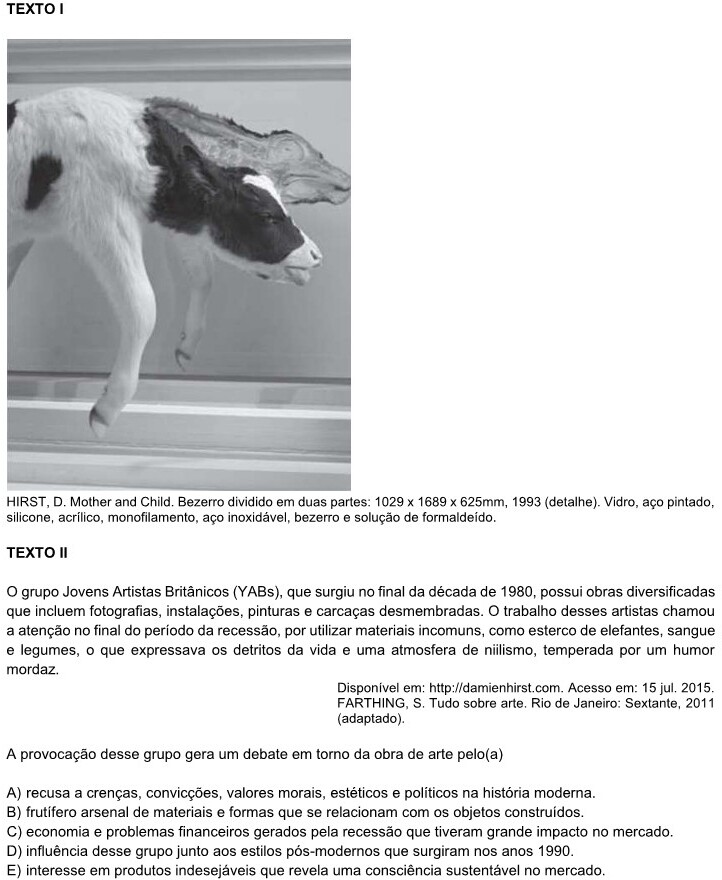 TEXTO I
HIRST, D. Mother and Child. Bezerro dividido em duas partes: 1029 x 1689 x 625mm, 1993 (detalhe). Vidro, aço pintado,
silicone, acrílico, monofilamento, aço inoxidável, bezerro e solução de formaldeído.
TEXTO II
O grupo Jovens Artistas Britânicos (YABs), que surgiu no final da década de 1980, possui obras diversificadas
que incluem fotografias, instalações, pinturas e carcaças desmembradas. O trabalho desses artistas chamou
a atenção no final do período da recessão, por utilizar materiais incomuns, como esterco de elefantes, sangue
e legumes, o que expressava os detritos da vida e uma atmosfera de niilismo, temperada por um humor
mordaz.
Disponível em: http://damienhirst.com. Acesso em: 15 jul. 2015.
FARTHING, S. Tudo sobre arte. Rio de Janeiro: Sextante, 2011
(adaptado).
A provocação desse grupo gera um debate em torno da obra de arte pelo(a)
A) recusa a crenças, convicções, valores morais, estéticos e políticos na história moderna.
B) frutífero arsenal de materiais e formas que se relacionam com os objetos construídos.
C) economia e problemas financeiros gerados pela recessão que tiveram grande impacto no mercado.
D) influência desse grupo junto aos estilos pós-modernos que surgiram nos anos 1990.
E) interesse em produtos indesejáveis que revela uma consciência sustentável no mercado.